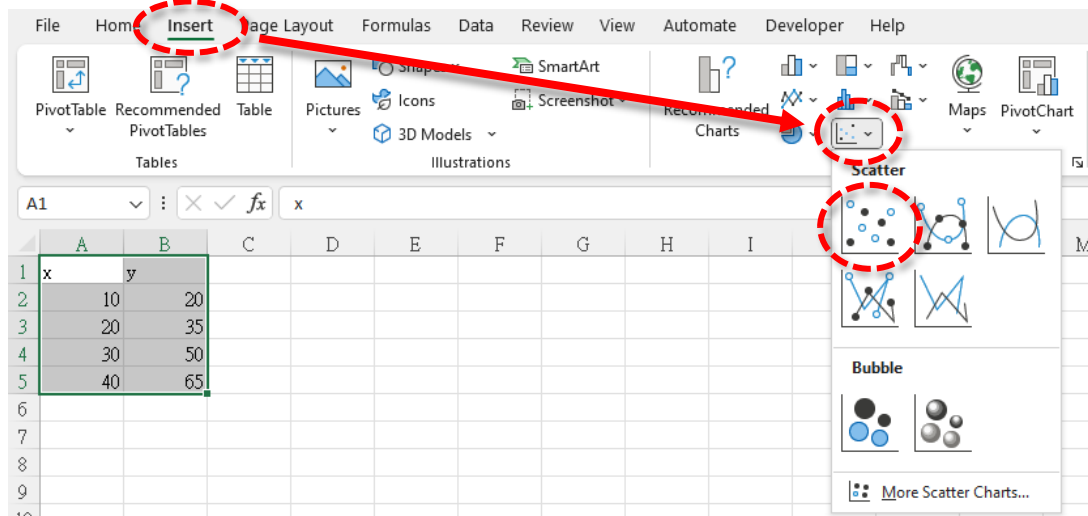 File Home Insert Page Layout Formulas Data Review View Automate Developer Help
PivotTable
Recommended
PivotTables
Table
Tables
Pictures
Shapes
Icons
3D Models
SmartArt
Screenshot
Illustrations
Recommended
Charts
Maps
PivotChart
A1
fx x
A B C D E F G H I M
1 x y
2 10 20
3 20 35
4 30 50
5 40 65
6
7
8
9
10
Scatter
Bubble
More Scatter Charts...